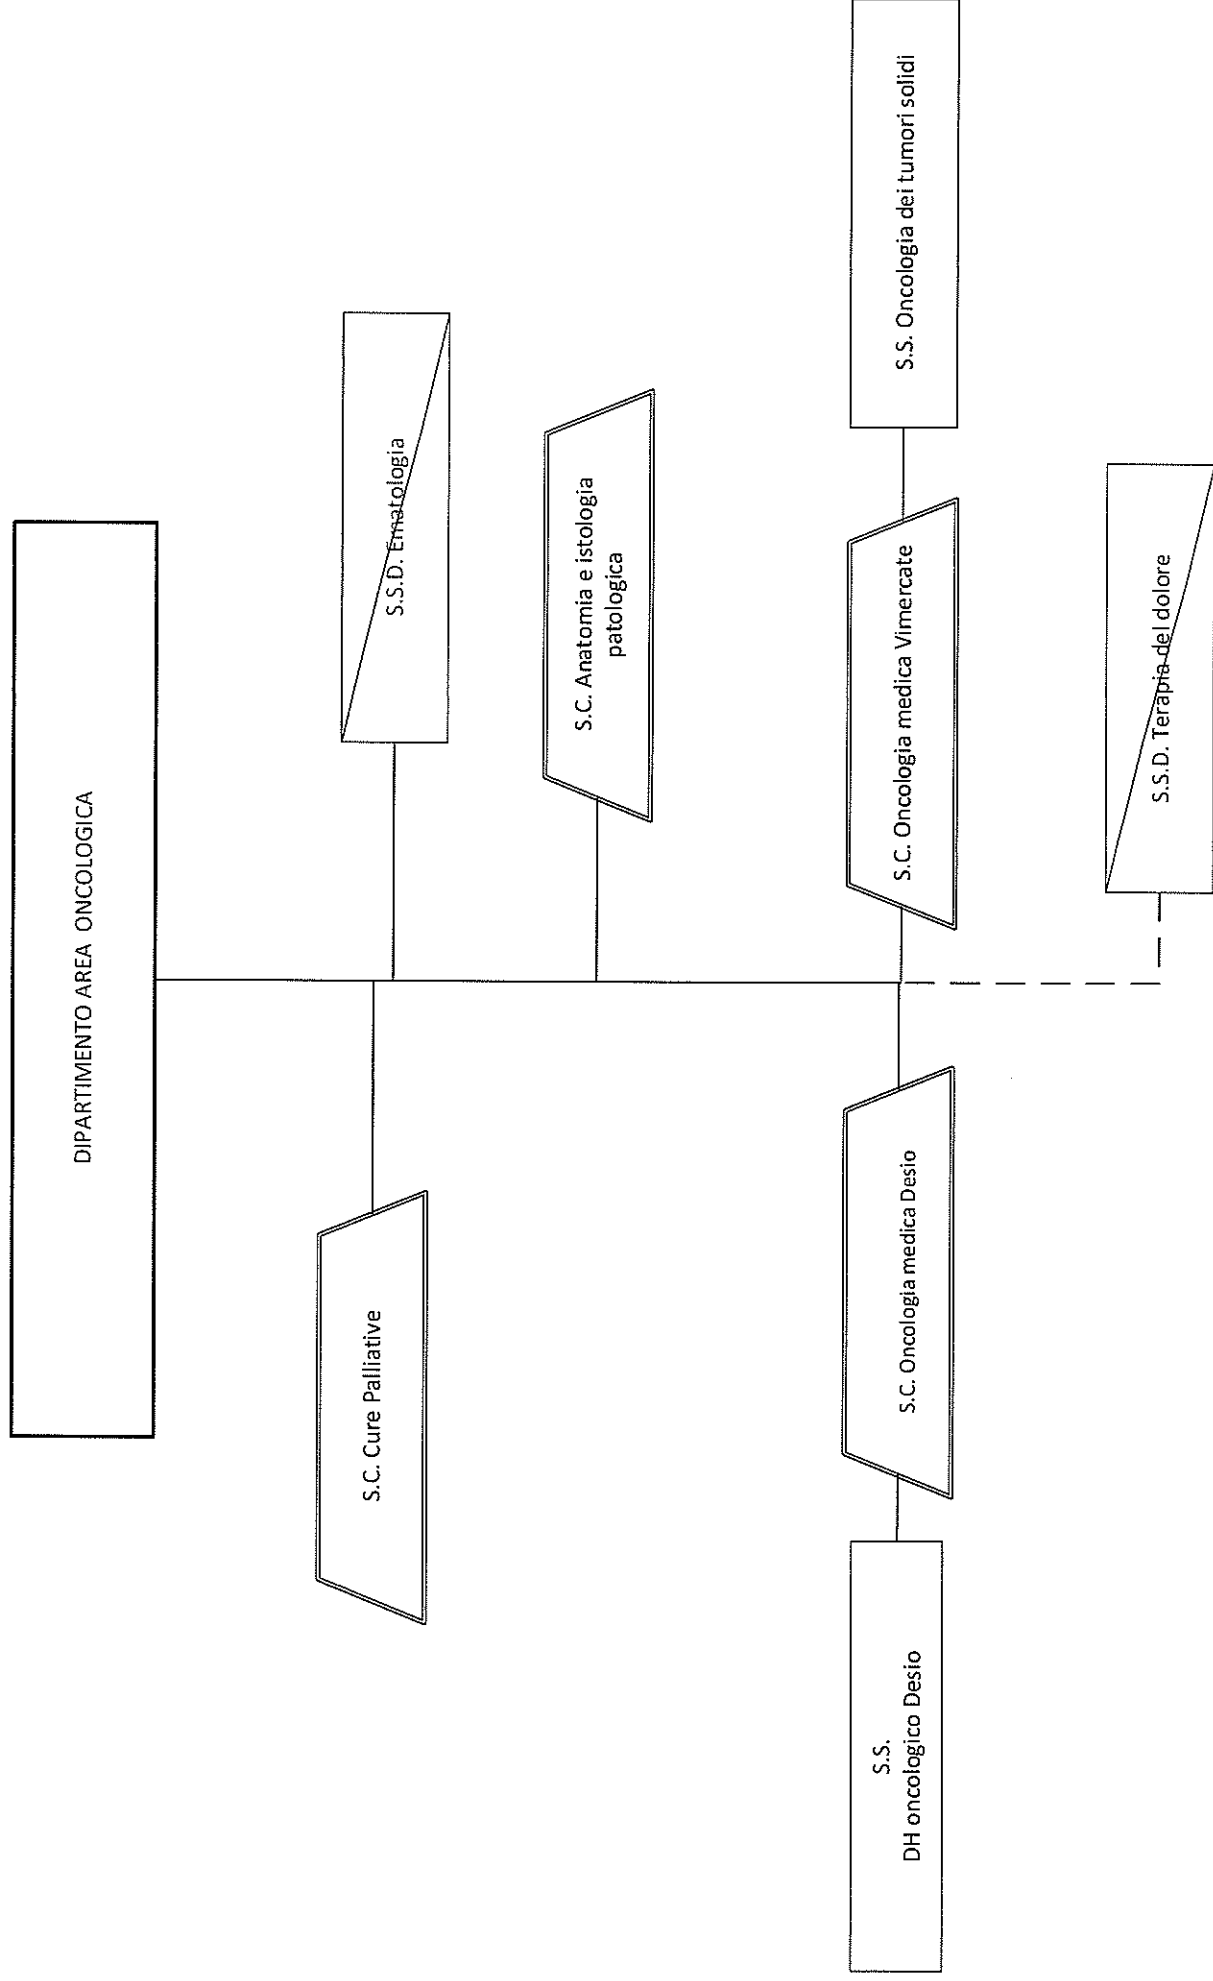 DIPARTIMENTO AREA ONCOLOGICA
S.C. Cure Palliative
S.S.D. Ematologia
S.C. Anatomia e istologia
patologica
S.S.
DH oncologico Desio
S.C. Oncologia medica Desio
S.C. Oncologia medica Vimercate
S.S. Oncologia dei tumori solidi
S.S.D. Terapia del dolore